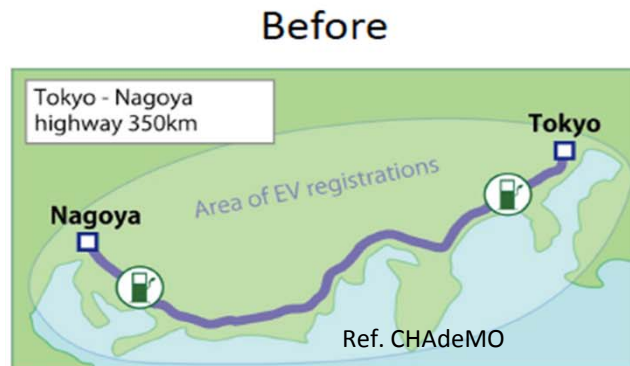 Before
Tokyo - Nagoya
highway 350km
Tokyo
Area of EV registrations
Nagoya
Ref. CHAdeMO